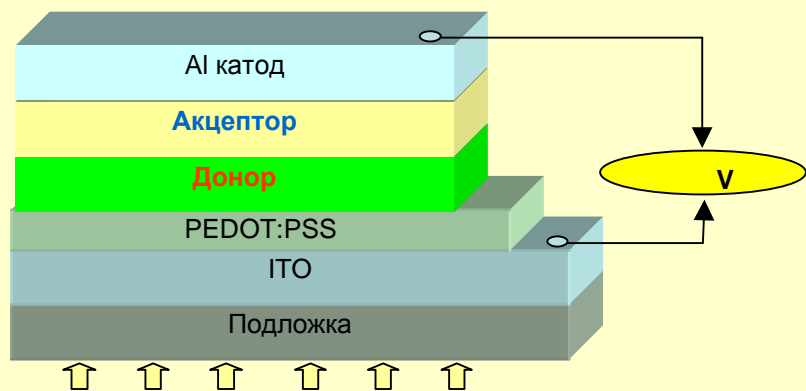 Al катод
Акцептор
Донор
V
PEDOT:PSS
ITO
Подложка